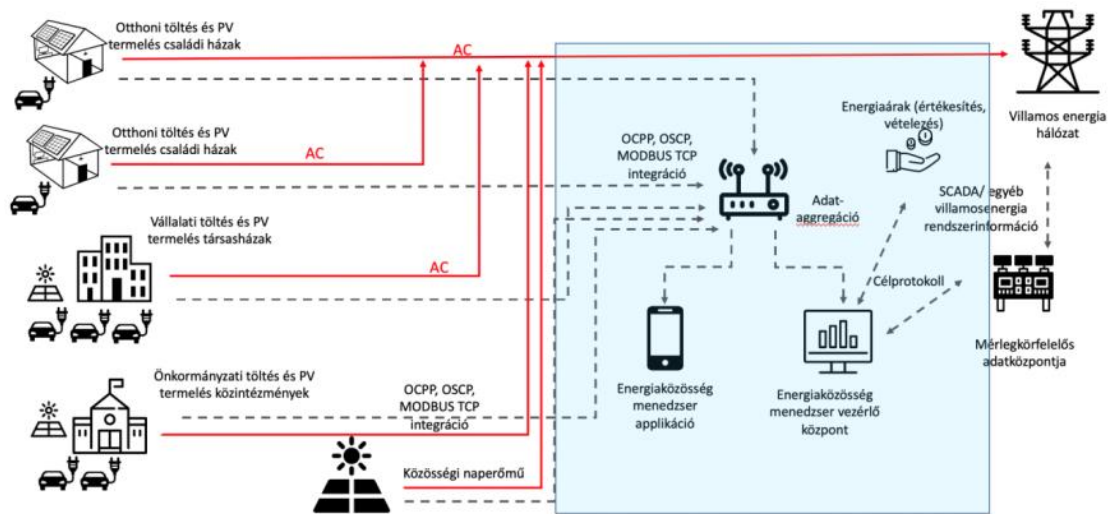 Otthoni töltés és PV
termelés családi házak
AC
Otthoni töltés és PV
termelés családi házak
AC
Vállalati töltés és PV
termelés társasházak
AC
Önkormányzati töltés és PV
termelés közintézmények
OCPP, OSCP,
MODBUS TCP
integráció
Közösségi naperőmű
OCPP, OSCP,
MODBUS TCP
integráció
Adat-
aggregáció
Energiaárak (értékesítés,
vételezés)
Villamos energia
hálózat
SCADA/ egyéb
villamosenergia
rendszerinformáció
Célprotokoll
Mérlegkörfelelős
adatközpontja
Energiaközösség
menedzser
applikáció
Energiaközösség
menedzser vezérlő
központ